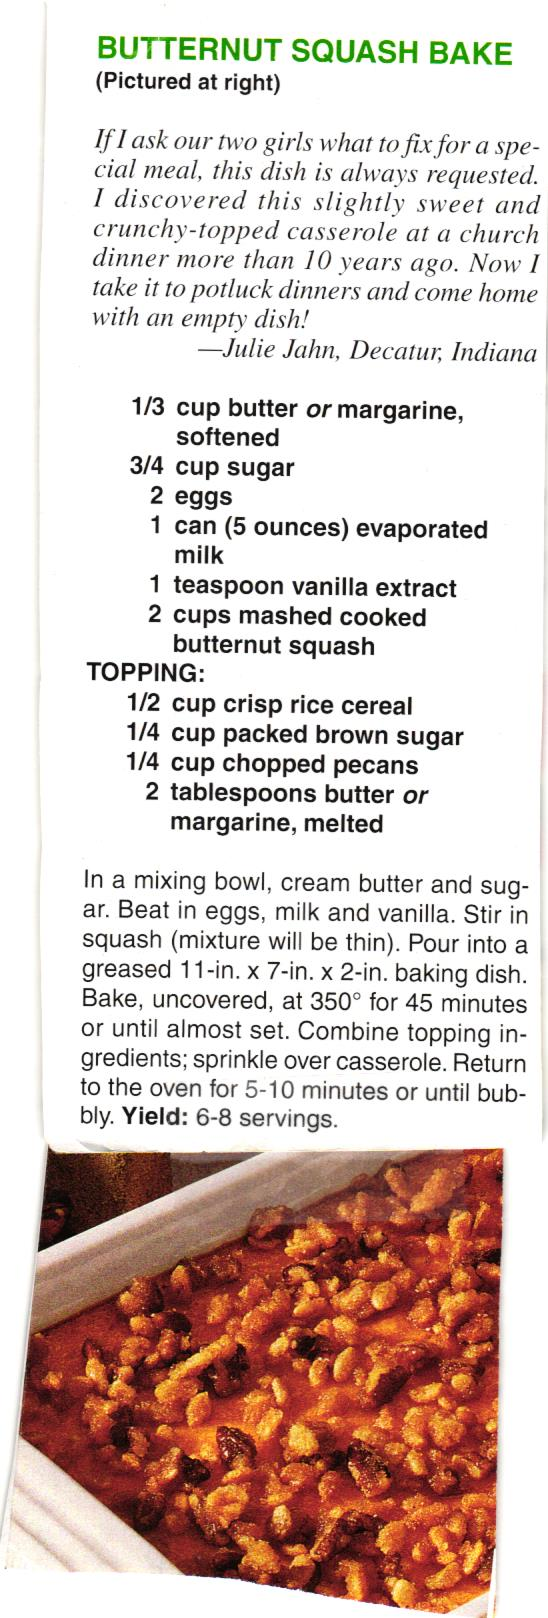 BUTTERNUT SQUASH BAKE
(Pictured at right)
If I ask our two girls what to fix for a spe-
cial meal, this dish is always requested.
I discovered this slightly sweet and
crunchy-topped casserole at a church
dinner more than 10 years ago. Now I
take it to potluck dinners and come home
with an empty dish!
—Julie Jahn, Decatur, Indiana
1/3 cup butter or margarine,
softened
3/4 cup sugar
2 eggs
1 can (5 ounces) evaporated
milk
1 teaspoon vanilla extract
2 cups mashed cooked
butternut squash
TOPPING:
1/2 cup crisp rice cereal
1/4 cup packed brown sugar
1/4 cup chopped pecans
2 tablespoons butter or
margarine, melted
In a mixing bowl, cream butter and sug-
ar. Beat in eggs, milk and vanilla. Stir in
squash (mixture will be thin). Pour into a
greased 11-in. x 7-in. x 2-in. baking dish.
Bake, uncovered, at 350° for 45 minutes
or until almost set. Combine topping in-
gredients; sprinkle over casserole. Return
to the oven for 5-10 minutes or until bub-
bly. Yield: 6-8 servings.